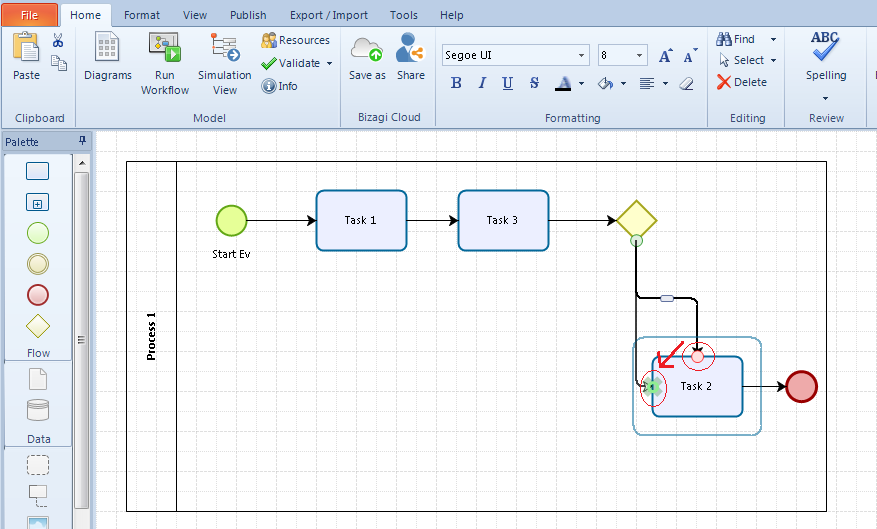 File Home Format View Publish Export / Import Tools Help
Paste
Clipboard
Diagrams
Run
Workflow
Simulation
View
Resources
Validate
Info
Model
Save as
Share
Bizagi Cloud
Segoe UI
8
A A
B I U S A
Formatting
Find
Select
Delete
Editing
ABC
Spelling
Review
Palette
Flow
Data
Process 1
Start Ev
Task 1
Task 3
Task 2